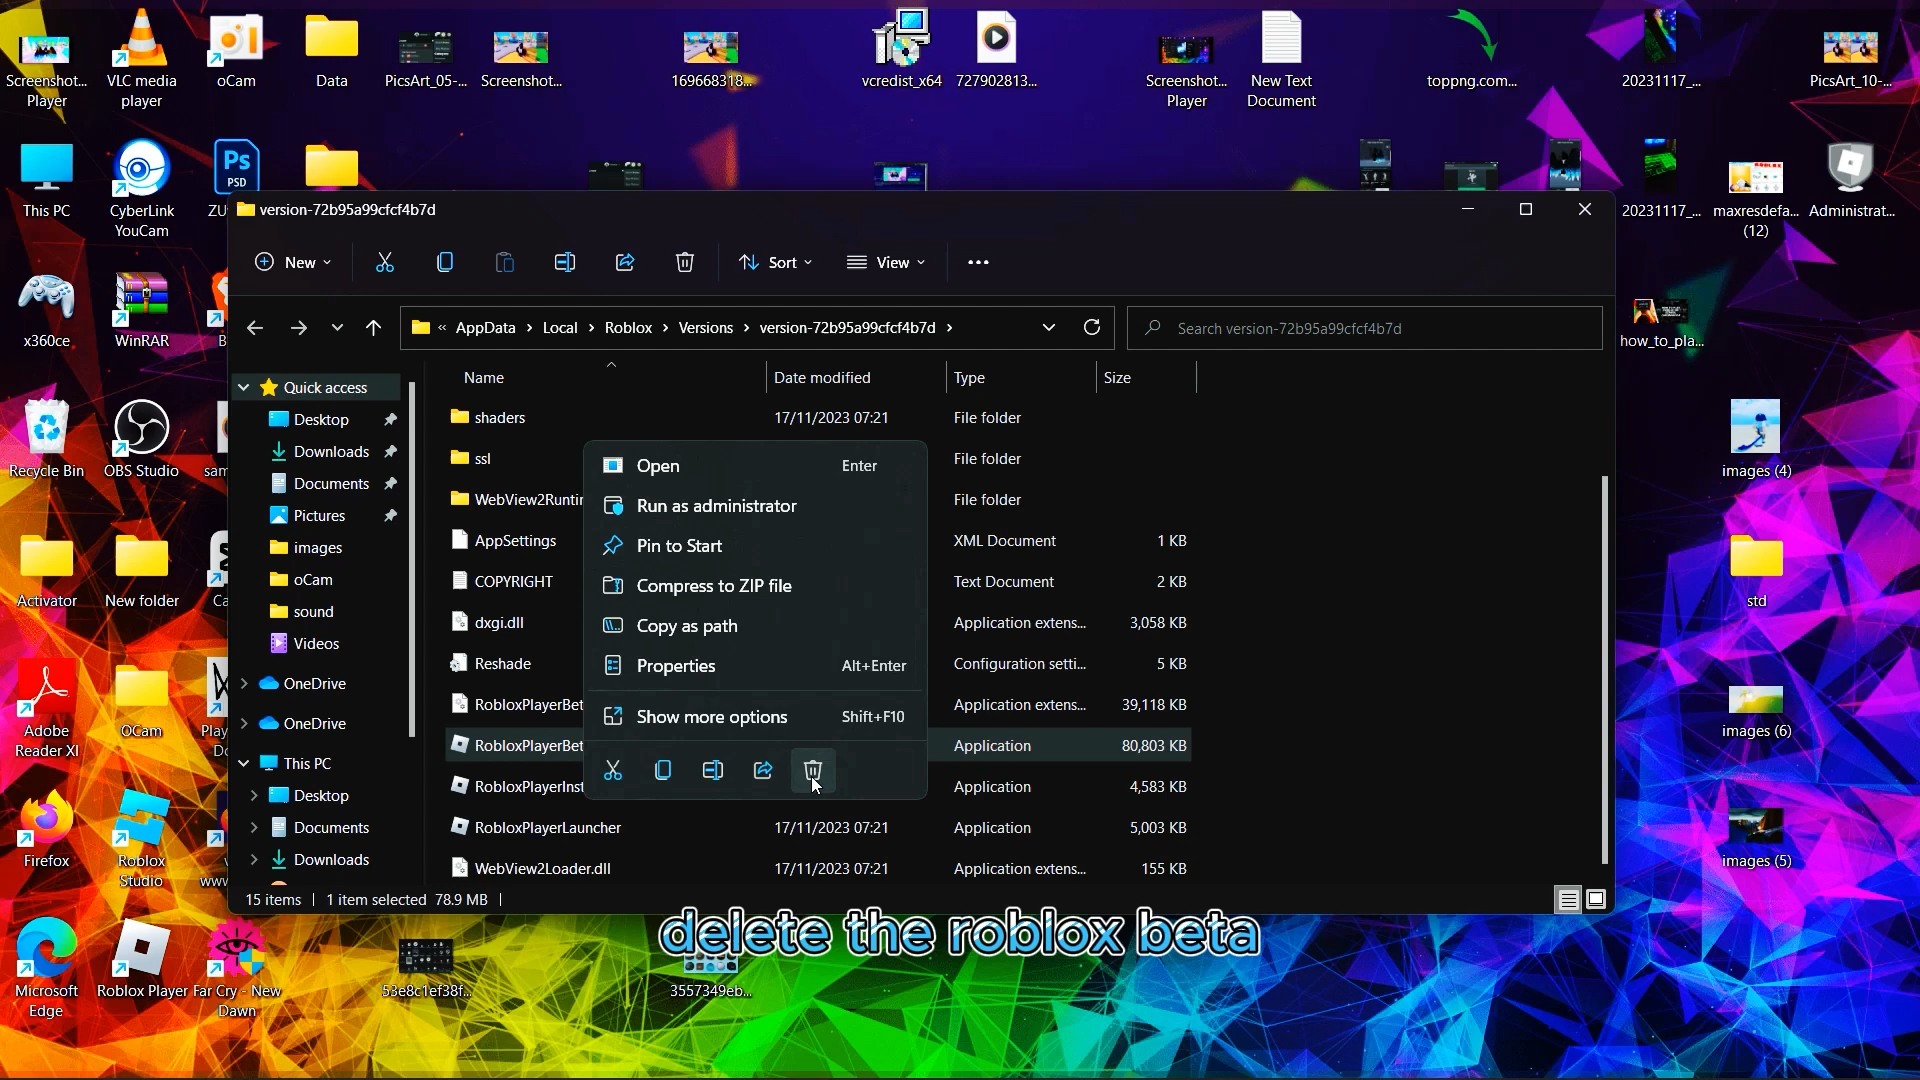 Screenshot...
Player
VLC media
player
oCam
Data
PicsArt_05-...
Screenshot...
169668318...
vcredist_x64
727902813...
Screenshot...
Player
New Text
Document
toppng.com...
20231117_...
PicsArt_10-...
Ps
PSD
This PC
CyberLink
YouCam
ZU
20231117_...
maxresdefa...
(12)
Administrat...
version-72b95a99cfcf4b7d
New
Sort
View
x360ce
WinRAR
B
how_to_pla...
« AppData › Local › Roblox › Versions › version-72b95a99cfcf4b7d ›
Search version-72b95a99cfcf4b7d
Name
Date modified
Type
Size
Quick access
Desktop
Downloads
Documents
Pictures
images
oCam
sound
Videos
OneDrive
OneDrive
This PC
Desktop
Documents
Downloads
shaders 17/11/2023 07:21 File folder
ssl File folder
WebView2Runtim File folder
AppSettings XML Document 1 KB
COPYRIGHT Text Document 2 KB
dxgi.dll Application extens... 3,058 KB
Reshade Configuration setti... 5 KB
RobloxPlayerBet Application extens... 39,118 KB
RobloxPlayerBet Application 80,803 KB
RobloxPlayerInst Application 4,583 KB
RobloxPlayerLauncher 17/11/2023 07:21 Application 5,003 KB
WebView2Loader.dll 17/11/2023 07:21 Application extens... 155 KB
Open Enter
Run as administrator
Pin to Start
Compress to ZIP file
Copy as path
Properties Alt+Enter
Show more options Shift+F10
15 items
1 item selected 78.9 MB
Recycle Bin
OBS Studio
sam
images (4)
Activator
New folder
Ca
std
Adobe
Reader XI
OCam
Play
Do
images (6)
Firefox
Roblox
Studio
www
images (5)
delete the roblox beta
Microsoft
Edge
Roblox Player
Far Cry - New
Dawn
53e8c1ef38f...
3557349eb...